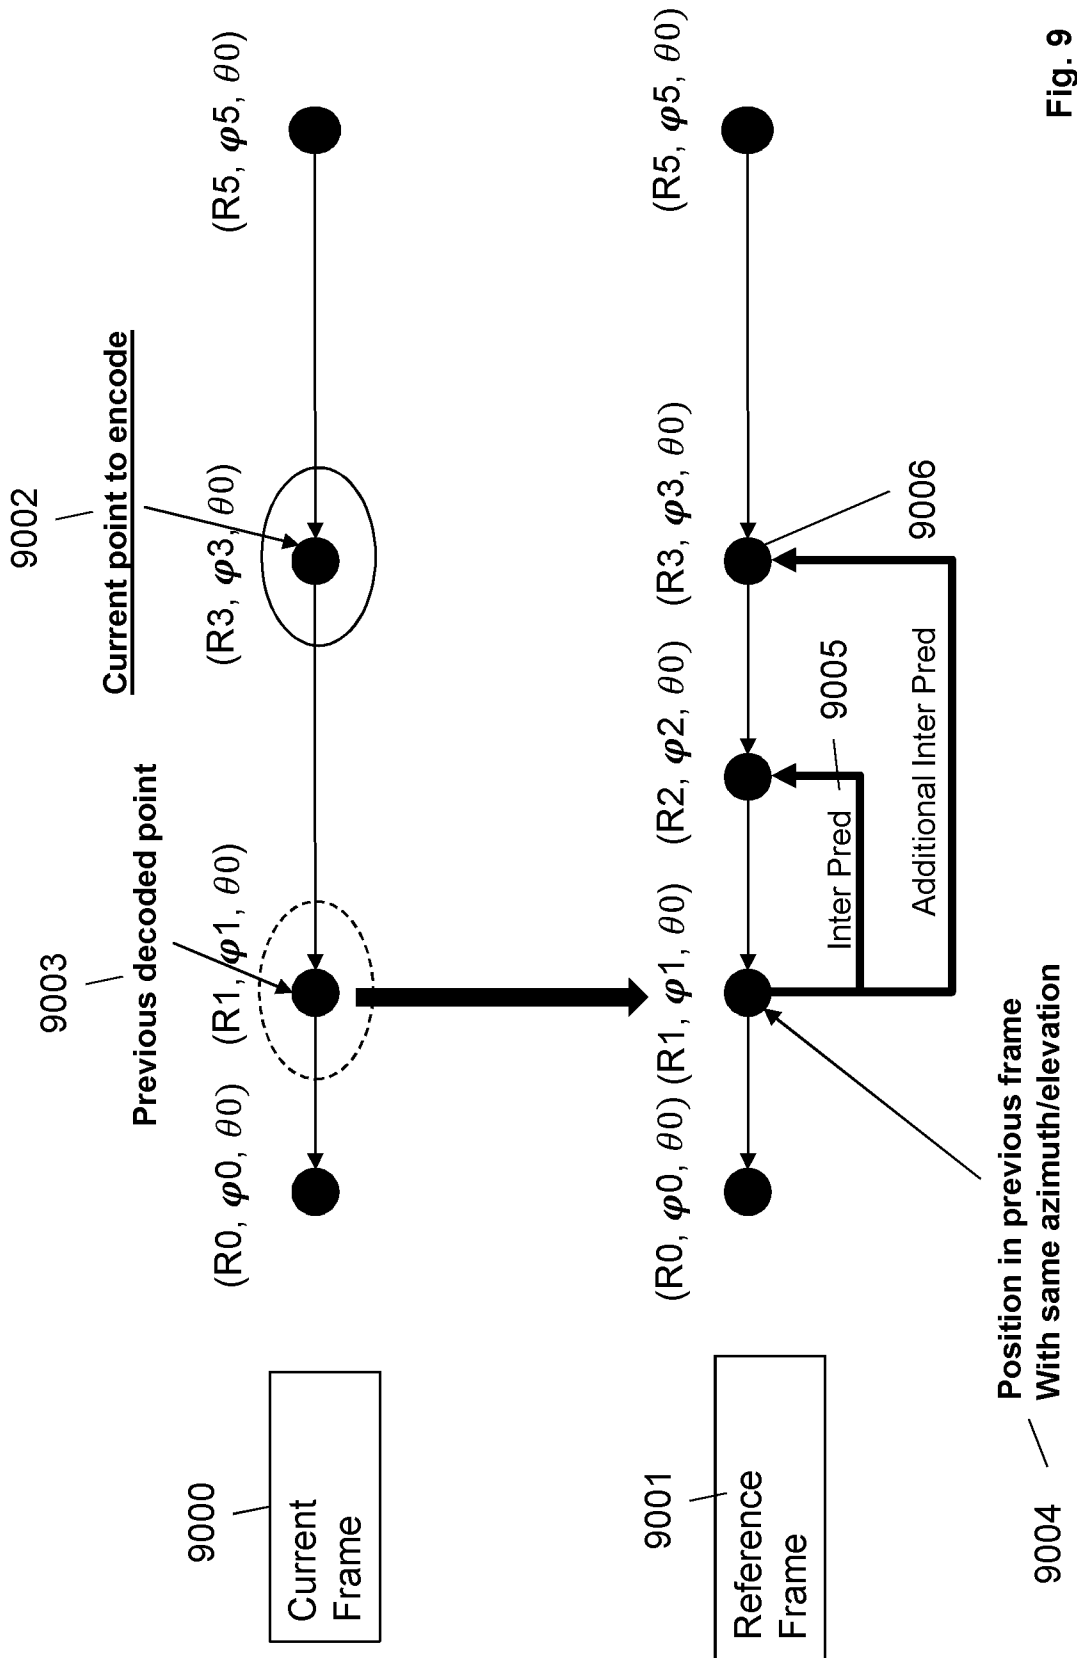 9002
Current point to encode
9003
Previous decoded point
9000
Current
Frame
(R0, φ0, θ0)
(R1, φ1, θ0)
(R3, φ3, θ0)
(R5, φ5, θ0)
9001
Reference
Frame
(R0, φ0, θ0)
(R1, φ1, θ0)
(R2, φ2, θ0)
(R3, φ3, θ0)
(R5, φ5, θ0)
Inter Pred
9005
Additional Inter Pred
9006
9004
Position in previous frame
With same azimuth/elevation
Fig. 9